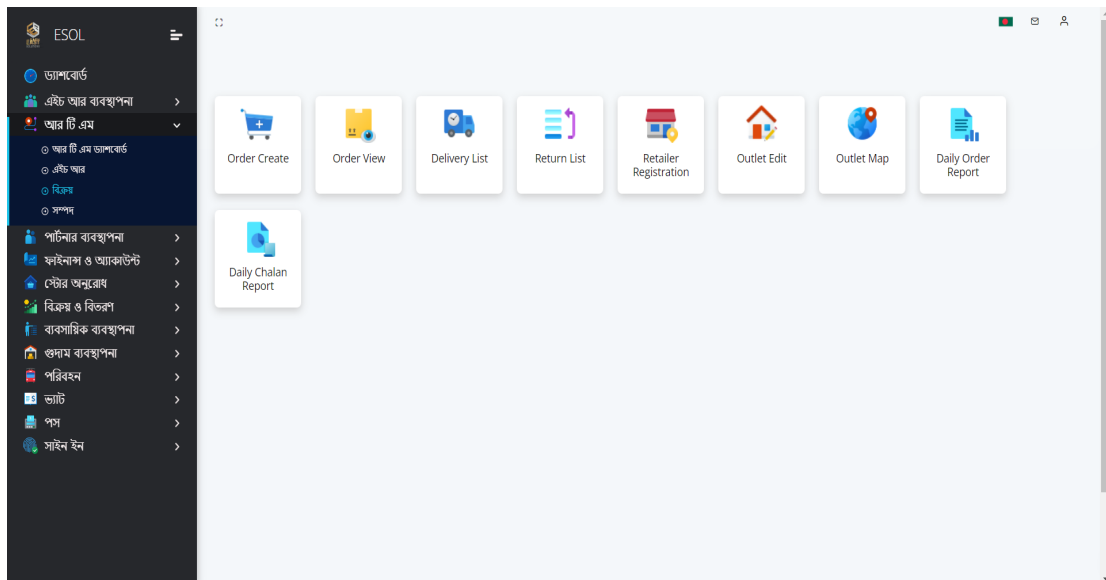 ESOL
ড্যাশবোর্ড
এইচ আর ব্যবস্থাপনা
আর টি এম
আর টি এম ড্যাশবোর্ড
এইচ আর
বিক্রয়
সম্পদ
পার্টনার ব্যবস্থাপনা
ফাইনান্স ও অ্যাকাউন্ট
স্টোর অনুরোধ
বিক্রয় ও বিতরণ
ব্যবসায়িক ব্যবস্থাপনা
গুদাম ব্যবস্থাপনা
পরিবহন
ভ্যাট
পস
সাইন ইন
Order Create
Order View
Delivery List
Return List
Retailer
Registration
Outlet Edit
Outlet Map
Daily Order
Report
Daily Chalan
Report